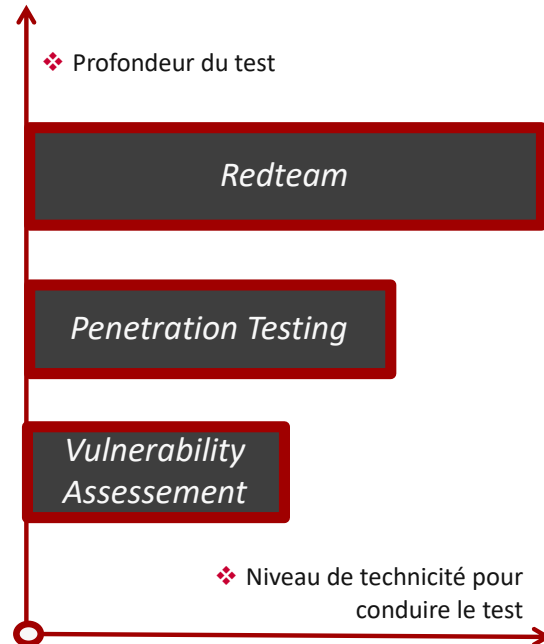 ❖ Profondeur du test
Redteam
Penetration Testing
Vulnerability
Assessement
❖ Niveau de technicité pour
conduire le test